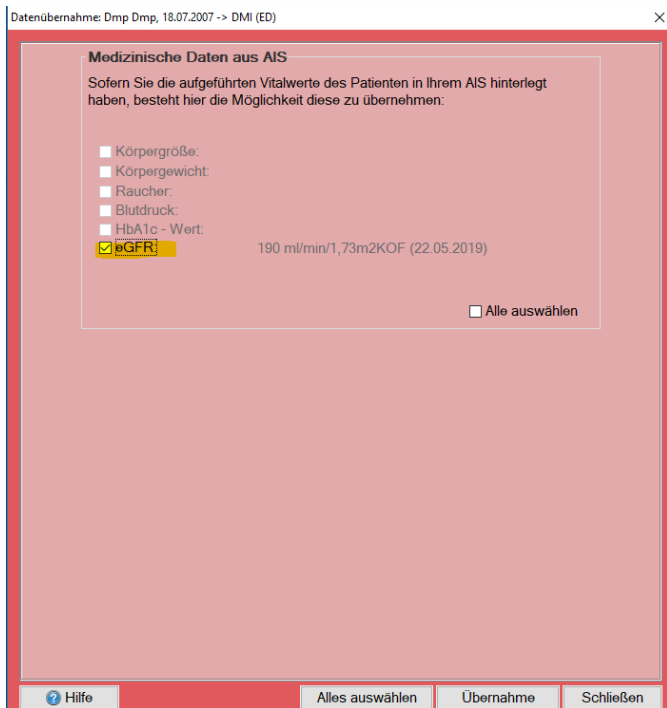 Datenübernahme: Dmp Dmp, 18.07.2007 -> DMI (ED)
Medizinische Daten aus AIS
Sofern Sie die aufgeführten Vitalwerte des Patienten in Ihrem AIS hinterlegt
haben, besteht hier die Möglichkeit diese zu übernehmen:
Körpergröße:
Körpergewicht:
Raucher:
Blutdruck:
HbA1c - Wert:
eGFR: 190 ml/min/1,73m2KOF (22.05.2019)
Alle auswählen
Hilfe Alles auswählen Übernahme Schließen